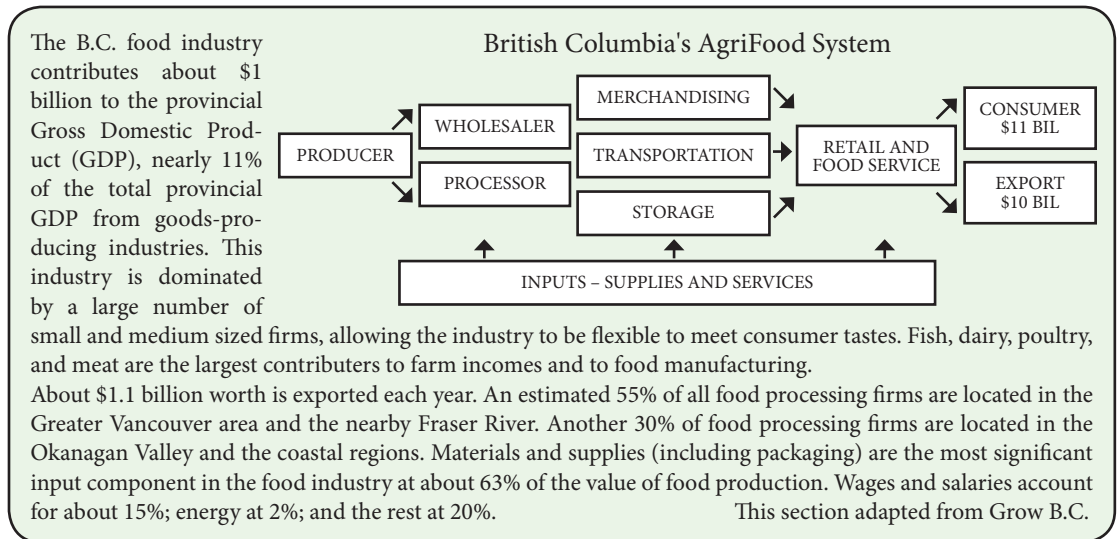 The B.C. food industry
contributes about $1
billion to the provincial
Gross Domestic Prod-
uct (GDP), nearly 11%
of the total provincial
GDP from goods-pro-
ducing industries. This
industry is dominated
by a large number of
British Columbia's AgriFood System
PRODUCER
WHOLESALER
PROCESSOR
MERCHANDISING
TRANSPORTATION
STORAGE
RETAIL AND
FOOD SERVICE
CONSUMER
$11 BIL
EXPORT
$10 BIL
INPUTS – SUPPLIES AND SERVICES
small and medium sized firms, allowing the industry to be flexible to meet consumer tastes. Fish, dairy, poultry,
and meat are the largest contributers to farm incomes and to food manufacturing.
About $1.1 billion worth is exported each year. An estimated 55% of all food processing firms are located in the
Greater Vancouver area and the nearby Fraser River. Another 30% of food processing firms are located in the
Okanagan Valley and the coastal regions. Materials and supplies (including packaging) are the most significant
input component in the food industry at about 63% of the value of food production. Wages and salaries account
for about 15%; energy at 2%; and the rest at 20%. This section adapted from Grow B.C.